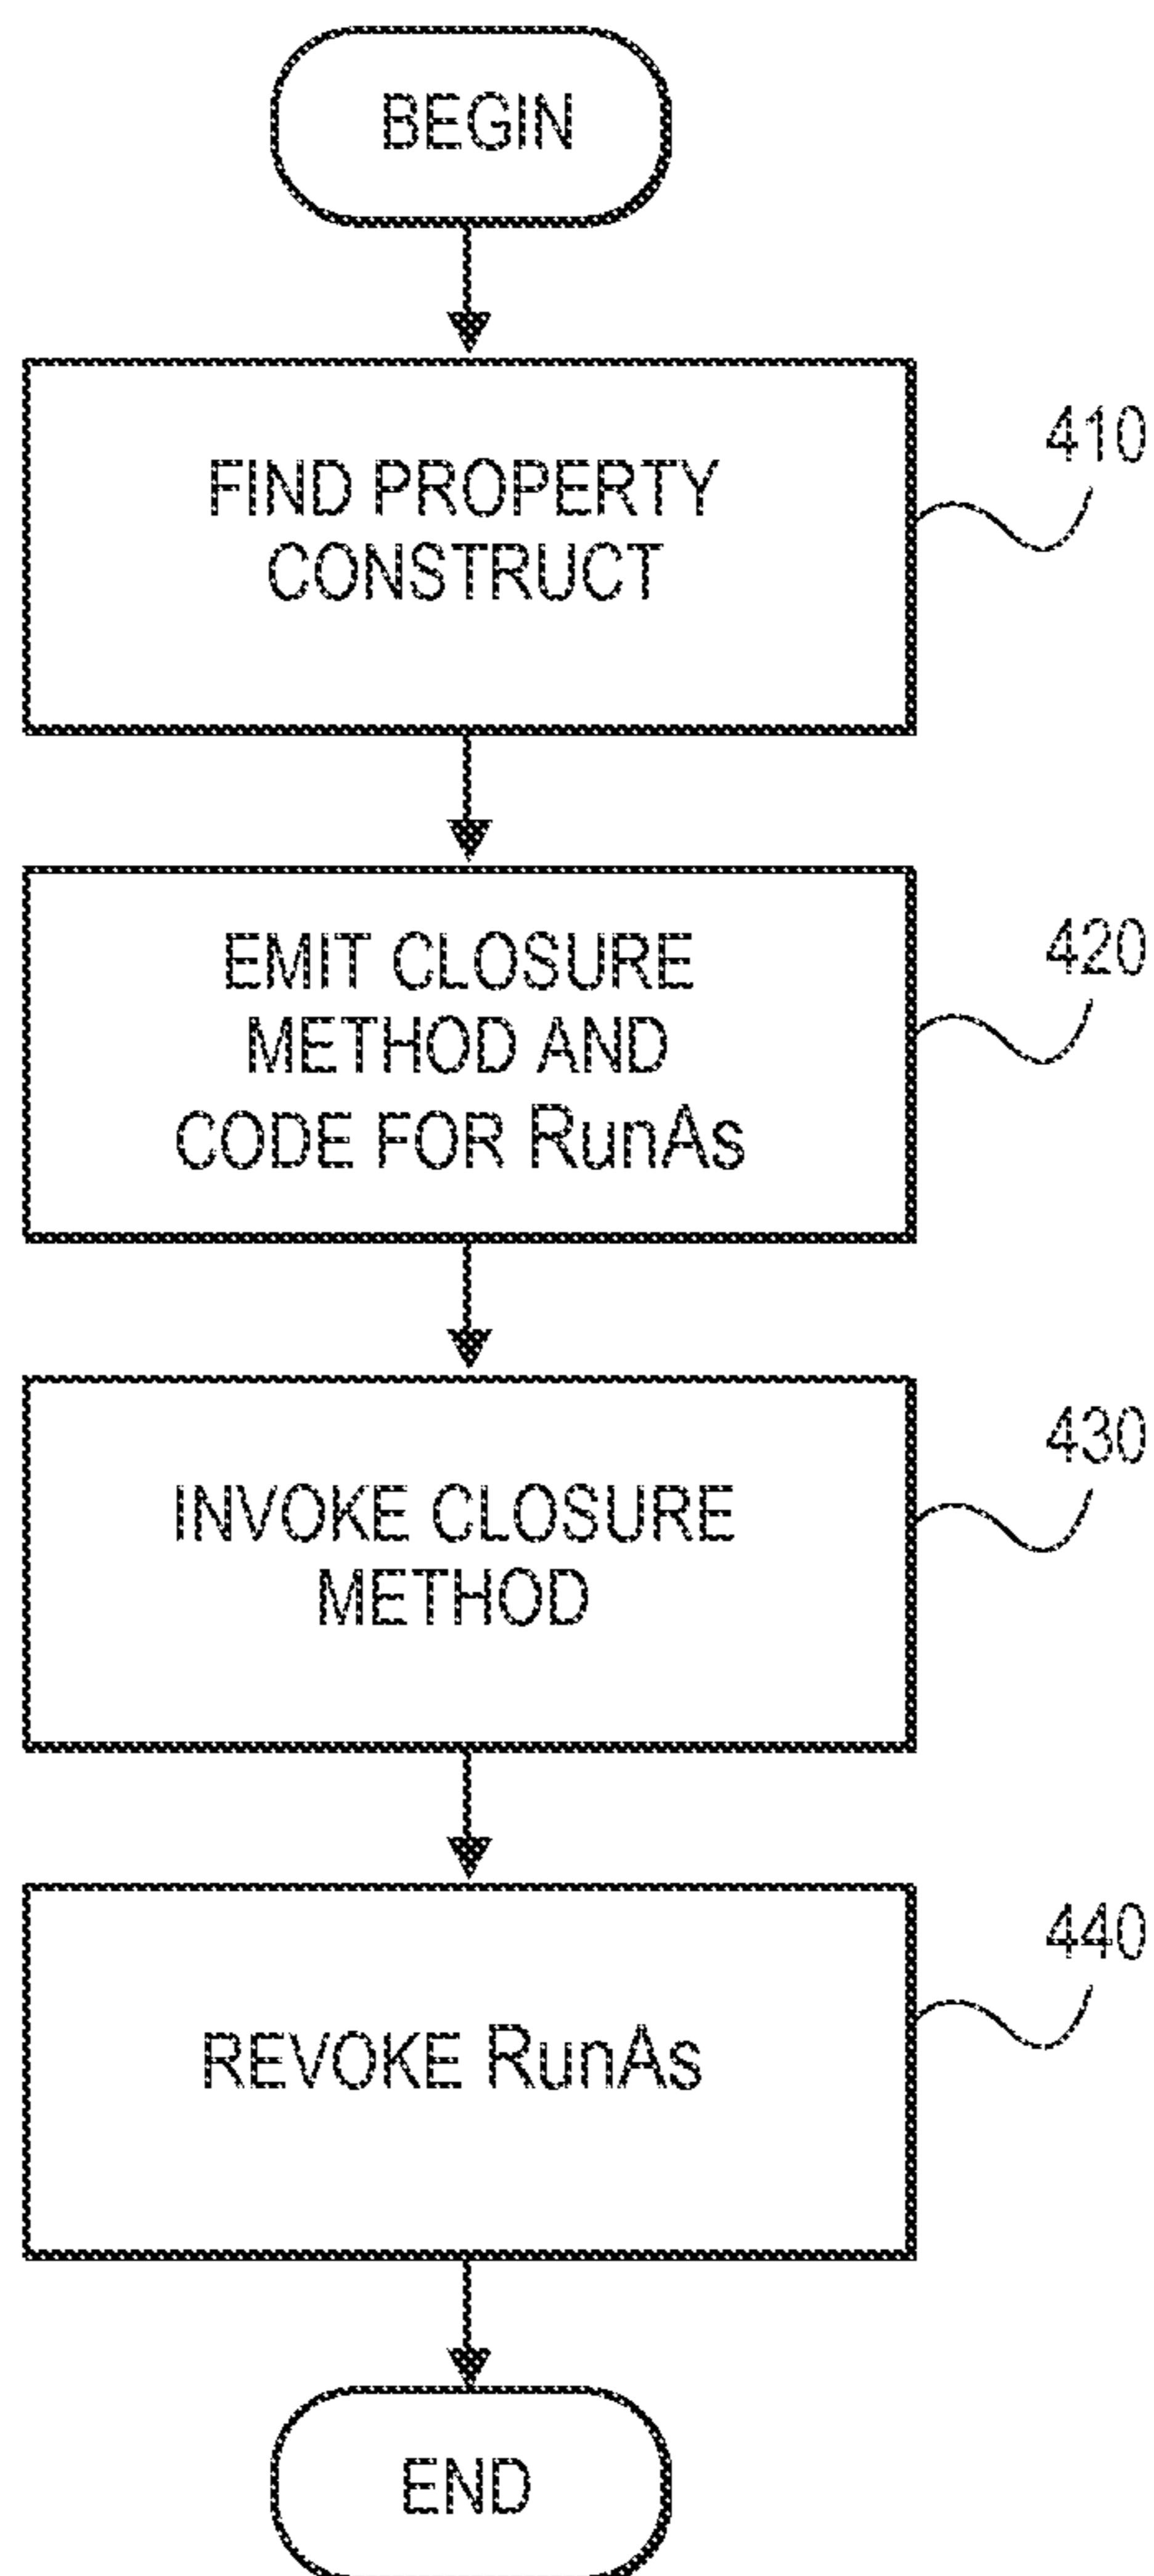 BEGIN
FIND PROPERTY
CONSTRUCT
410
EMIT CLOSURE
METHOD AND
CODE FOR RunAs
420
INVOKE CLOSURE
METHOD
430
REVOKE RunAs
440
END